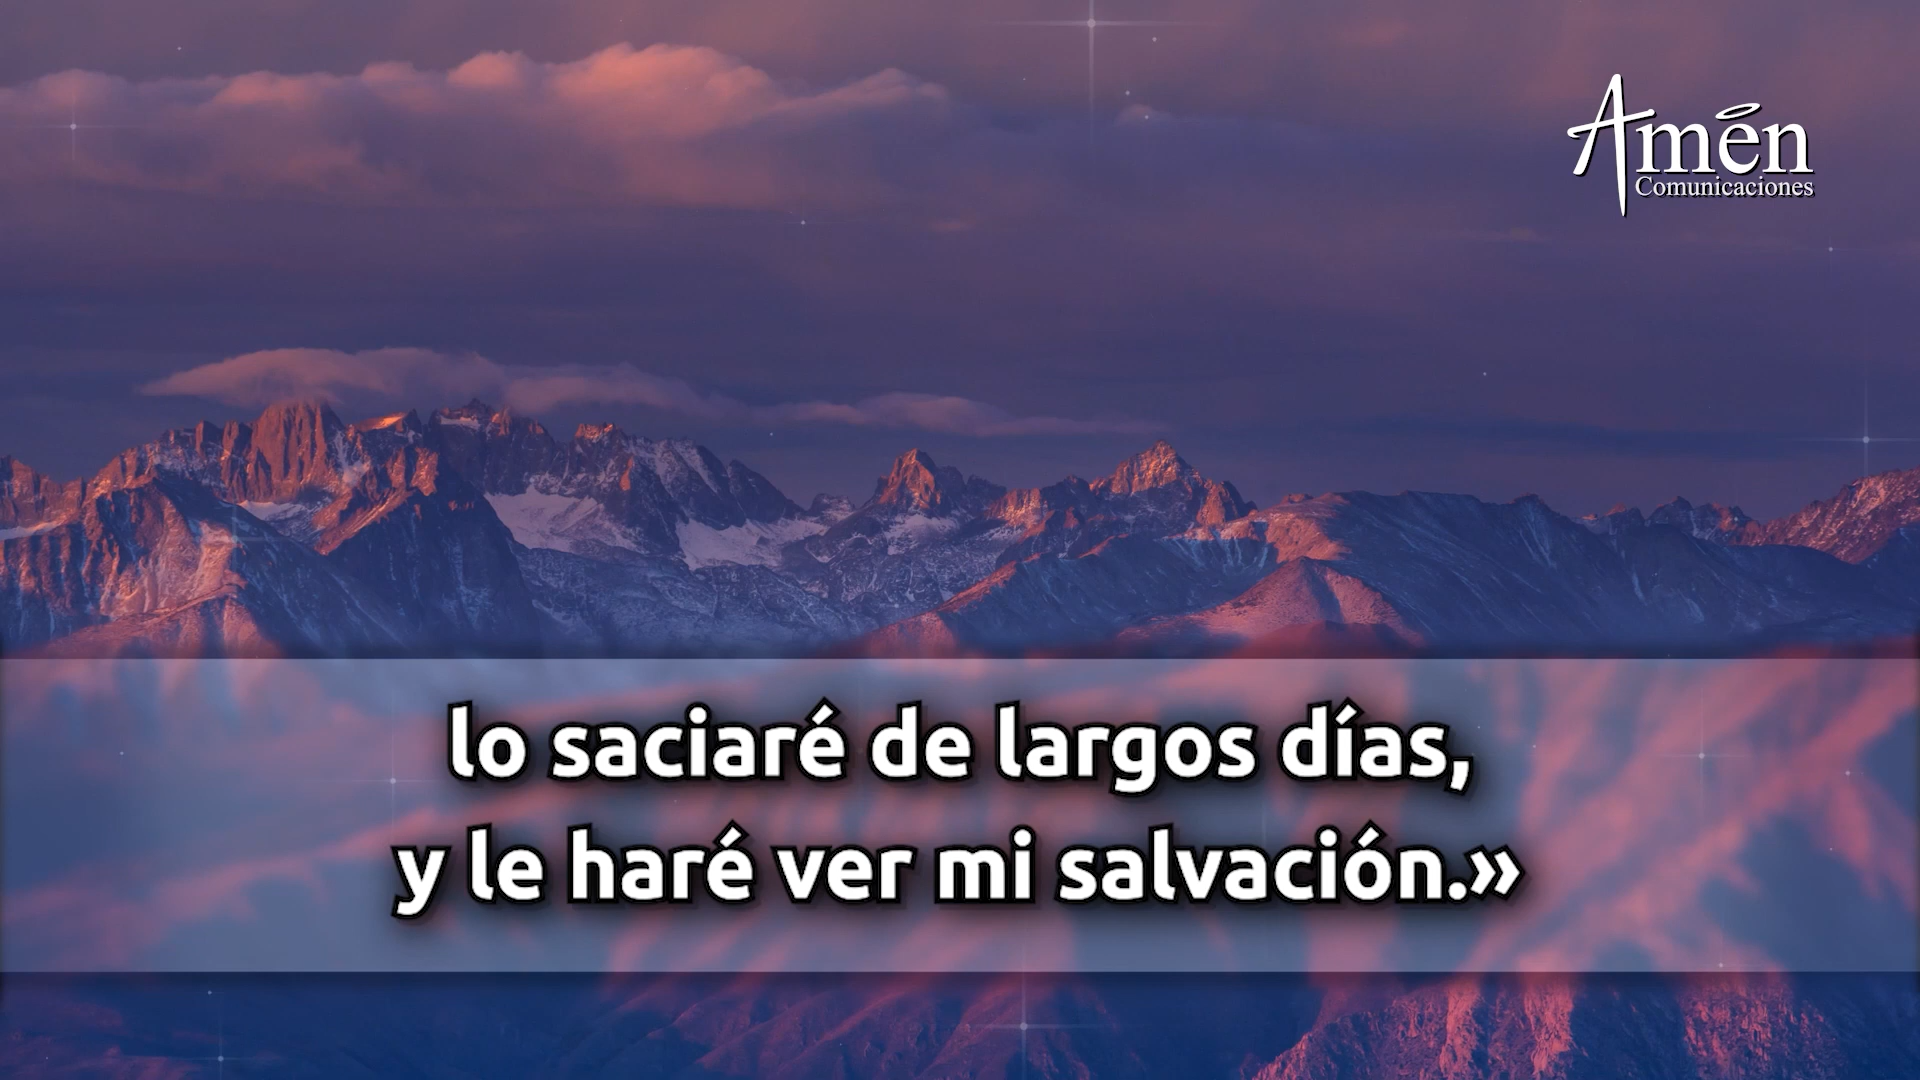 Amén
Comunicaciones
lo saciaré de largos días,
y le haré ver mi salvación.»